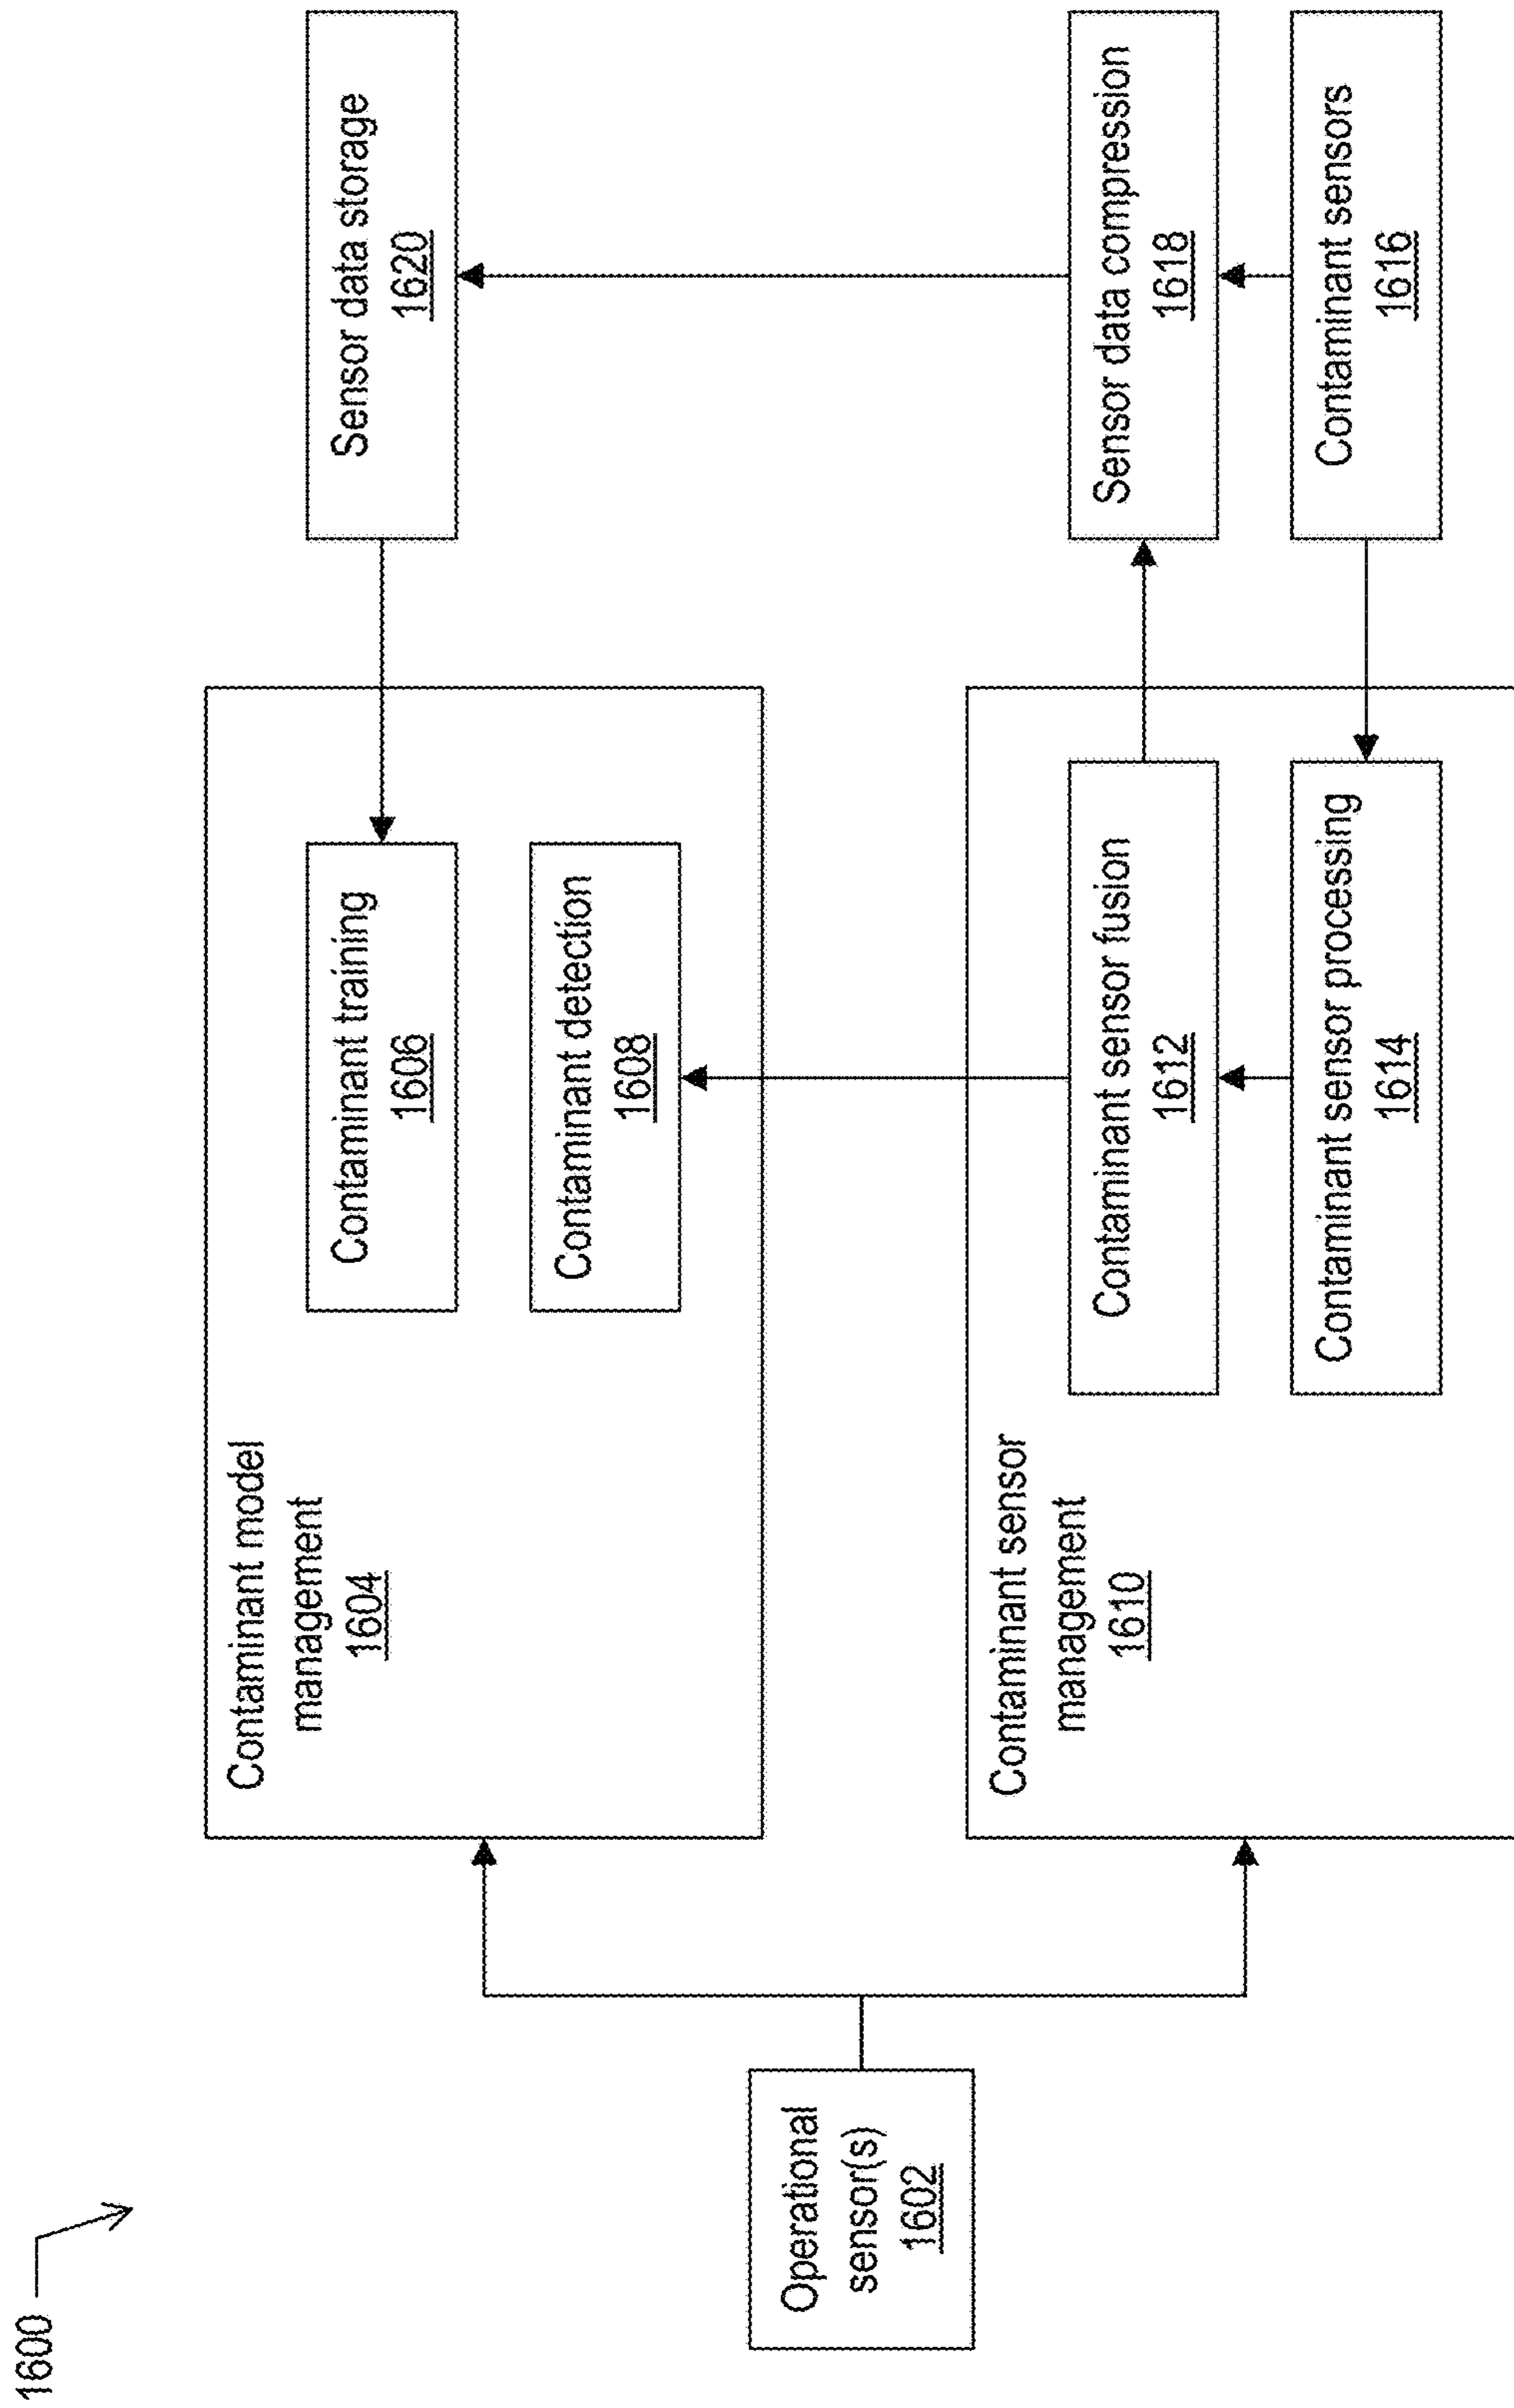 1600
Operational
sensor(s)
1602
Contaminant model
management
1604
Contaminant training
1606
Contaminant detection
1608
Sensor data storage
1620
Contaminant sensor
management
1610
Contaminant sensor fusion
1612
Contaminant sensor processing
1614
Sensor data compression
1618
Contaminant sensors
1616